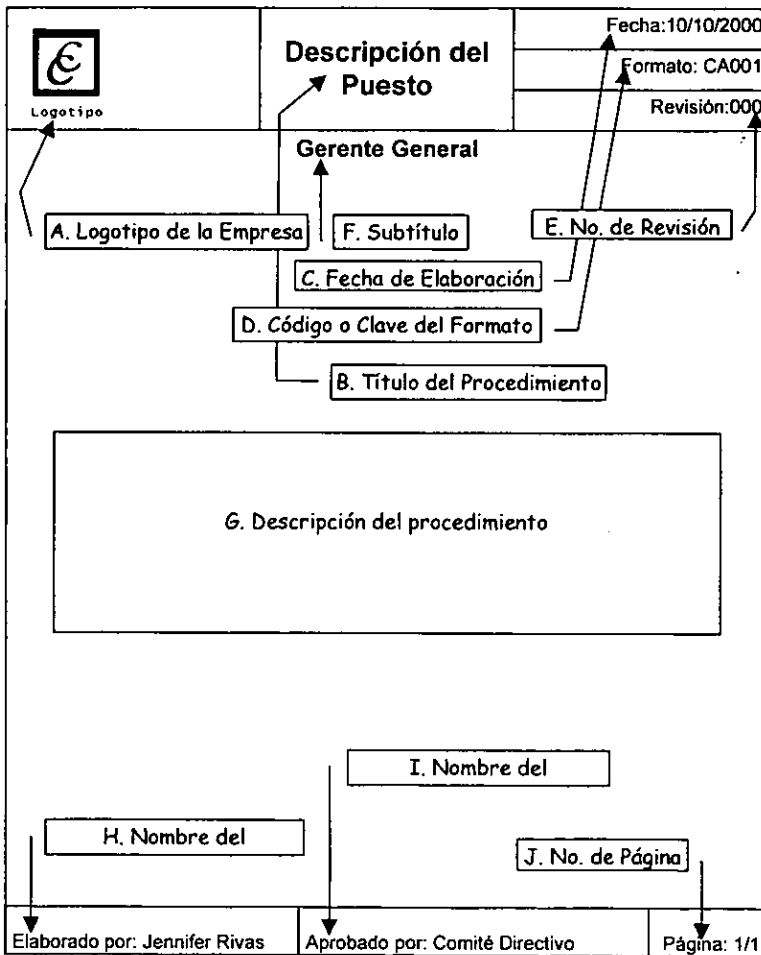 Fecha:10/10/2000
Descripción del
Puesto
Formato: CA001
Logotipo
Revisión:000
Gerente General
A. Logotipo de la Empresa
F. Subtítulo
E. No. de Revisión
C. Fecha de Elaboración
D. Código o Clave del Formato
B. Título del Procedimiento
G. Descripción del procedimiento
I. Nombre del
H. Nombre del
J. No. de Página
Elaborado por: Jennifer Rivas
Aprobado por: Comité Directivo
Página: 1/1